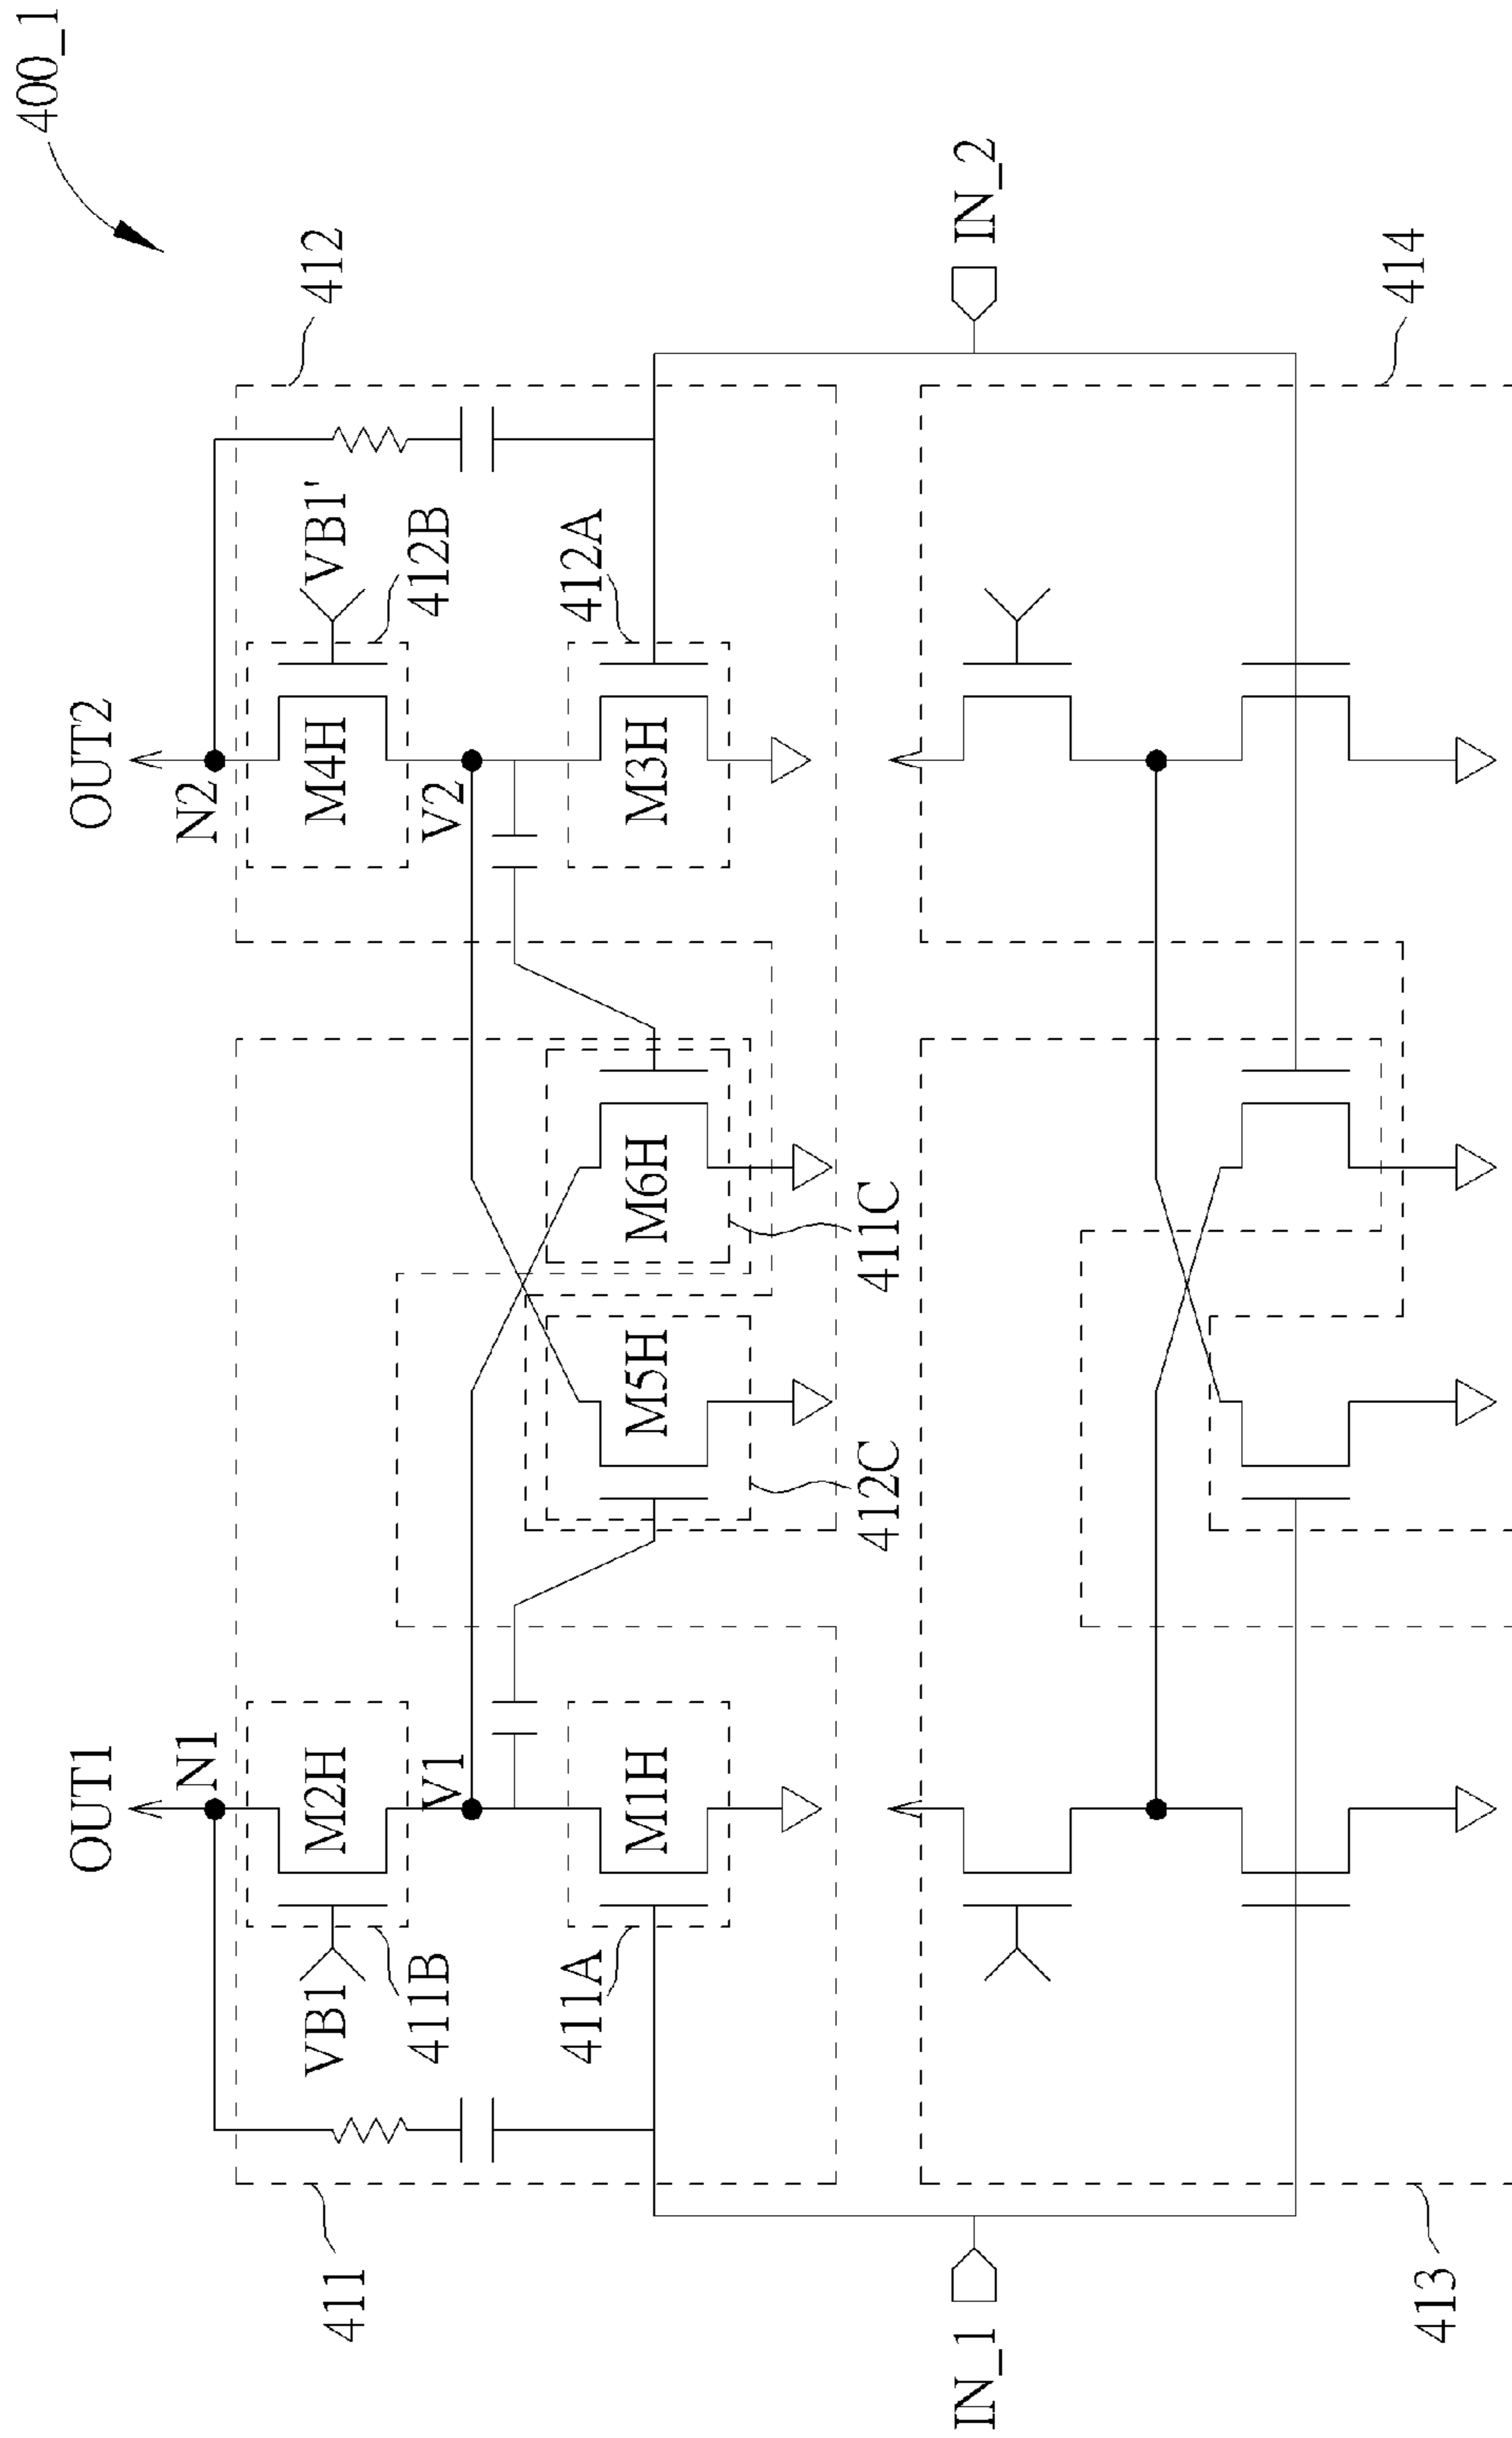 400_1
OUT1
OUT2
N1
N2
411
412
VB1
M2H
M4H
VB1'
411B
V1
V2
412B
411A
M1H
M5H
M6H
M3H
412A
412C
411C
IN_1
IN_2
413
414